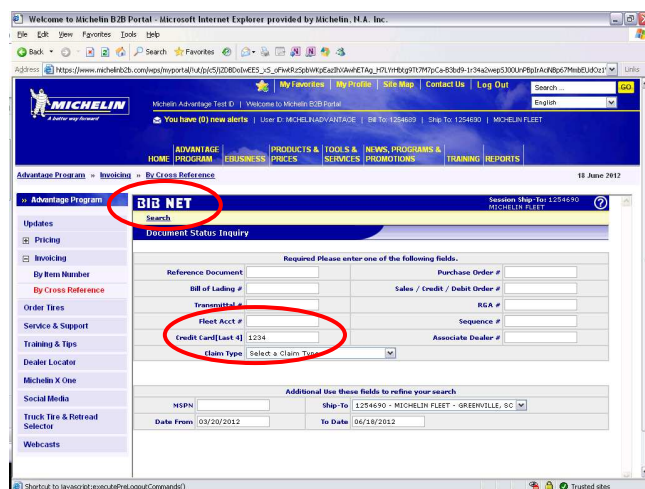 Welcome to Michelin B2B Portal - Microsoft Internet Explorer provided by Michelin, N.A. Inc.
File Edit View Favorites Tools Help
Back Search Favorites
Address Links
My Favorites | My Profile | Site Map | Contact Us | Log Out Search ... GO
MICHELIN
A better way forward
Michelin Advantage Test ID | Welcome to Michelin B2B Portal English
You have (0) new alerts | User ID: MICHELINADVANTAGE | Bill To: 1254689 | Ship To: 1254690 | MICHELIN FLEET
HOME ADVANTAGE PROGRAM EBUSINESS PRODUCTS & PRICES TOOLS & SERVICES NEWS, PROGRAMS & PROMOTIONS TRAINING REPORTS
Advantage Program » Invoicing » By Cross Reference 18 June 2012
» Advantage Program
Updates
Pricing
Invoicing
By Item Number
By Cross Reference
Order Tires
Service & Support
Training & Tips
Dealer Locator
Michelin X One
Social Media
Truck Tire & Retread
Selector
Webcasts
BIB NET Session Ship-To: 1254690
MICHELIN FLEET ?
Search
Document Status Inquiry
Required Please enter one of the following fields.
Reference Document Purchase Order #
Bill of Lading # Sales / Credit / Debit Order #
Transmittal # RGA #
Fleet Acct # Sequence #
Credit Card[Last 4] 1234 Associate Dealer #
Claim Type Select a Claim Type
Additional Use these fields to refine your search
MSPN Ship-To 1254690 - MICHELIN FLEET - GREENVILLE, SC
Date From 03/20/2012 To Date 06/18/2012
Shortcut to javascript:executePreLogoutCommands() Trusted sites